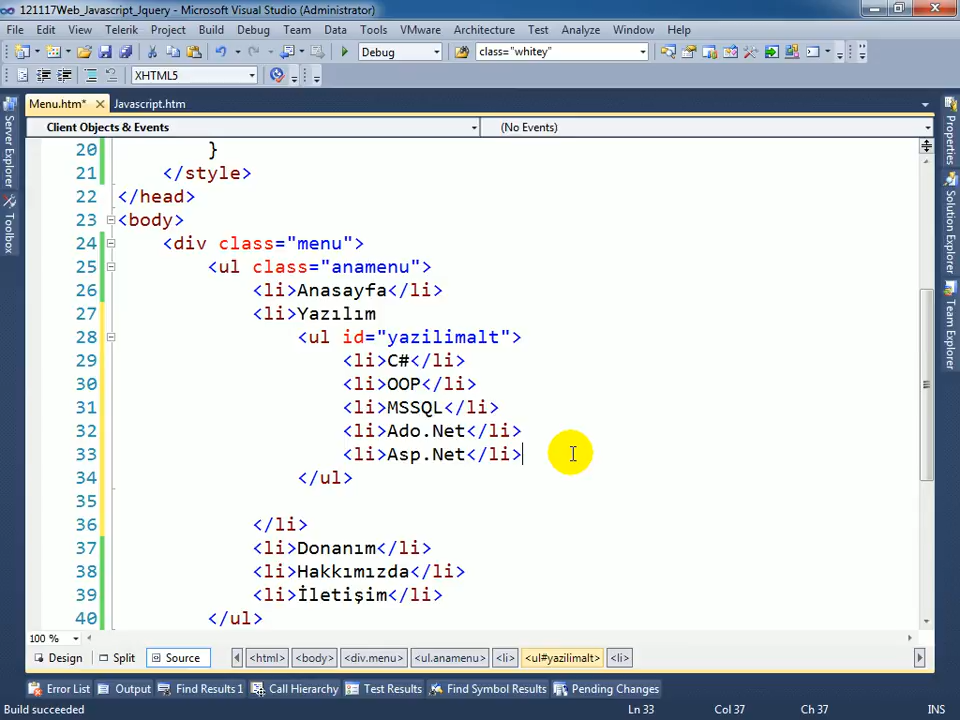 121117Web_Javascript_Jquery - Microsoft Visual Studio (Administrator)
File Edit View Telerik Project Build Debug Team Data Tools VMware Architecture Test Analyze Window Help
Debug class="whitey"
XHTML5
Menu.htm* Javascript.htm
Client Objects & Events (No Events)
20 }
21 </style>
22 </head>
23 <body>
24 <div class="menu">
25 <ul class="anamenu">
26 <li>Anasayfa</li>
27 <li>Yazılım
28 <ul id="yazilimalt">
29 <li>C#</li>
30 <li>OOP</li>
31 <li>MSSQL</li>
32 <li>Ado.Net</li>
33 <li>Asp.Net</li>
34 </ul>
35
36 </li>
37 <li>Donanım</li>
38 <li>Hakkımızda</li>
39 <li>İletişim</li>
40 </ul>
100 %
Design Split Source <html> <body> <div.menu> <ul.anamenu> <li> <ul#yazilimalt> <li>
Error List Output Find Results 1 Call Hierarchy Test Results Find Symbol Results Pending Changes
Build succeeded Ln 33 Col 37 Ch 37 INS
Server Explorer
Toolbox
Properties
Solution Explorer
Team Explorer